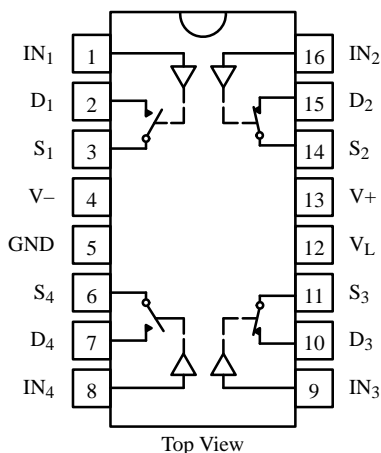 IN1 1 16 IN2
D1 2 15 D2
S1 3 14 S2
V– 4 13 V+
GND 5 12 VL
S4 6 11 S3
D4 7 10 D3
IN4 8 9 IN3
Top View